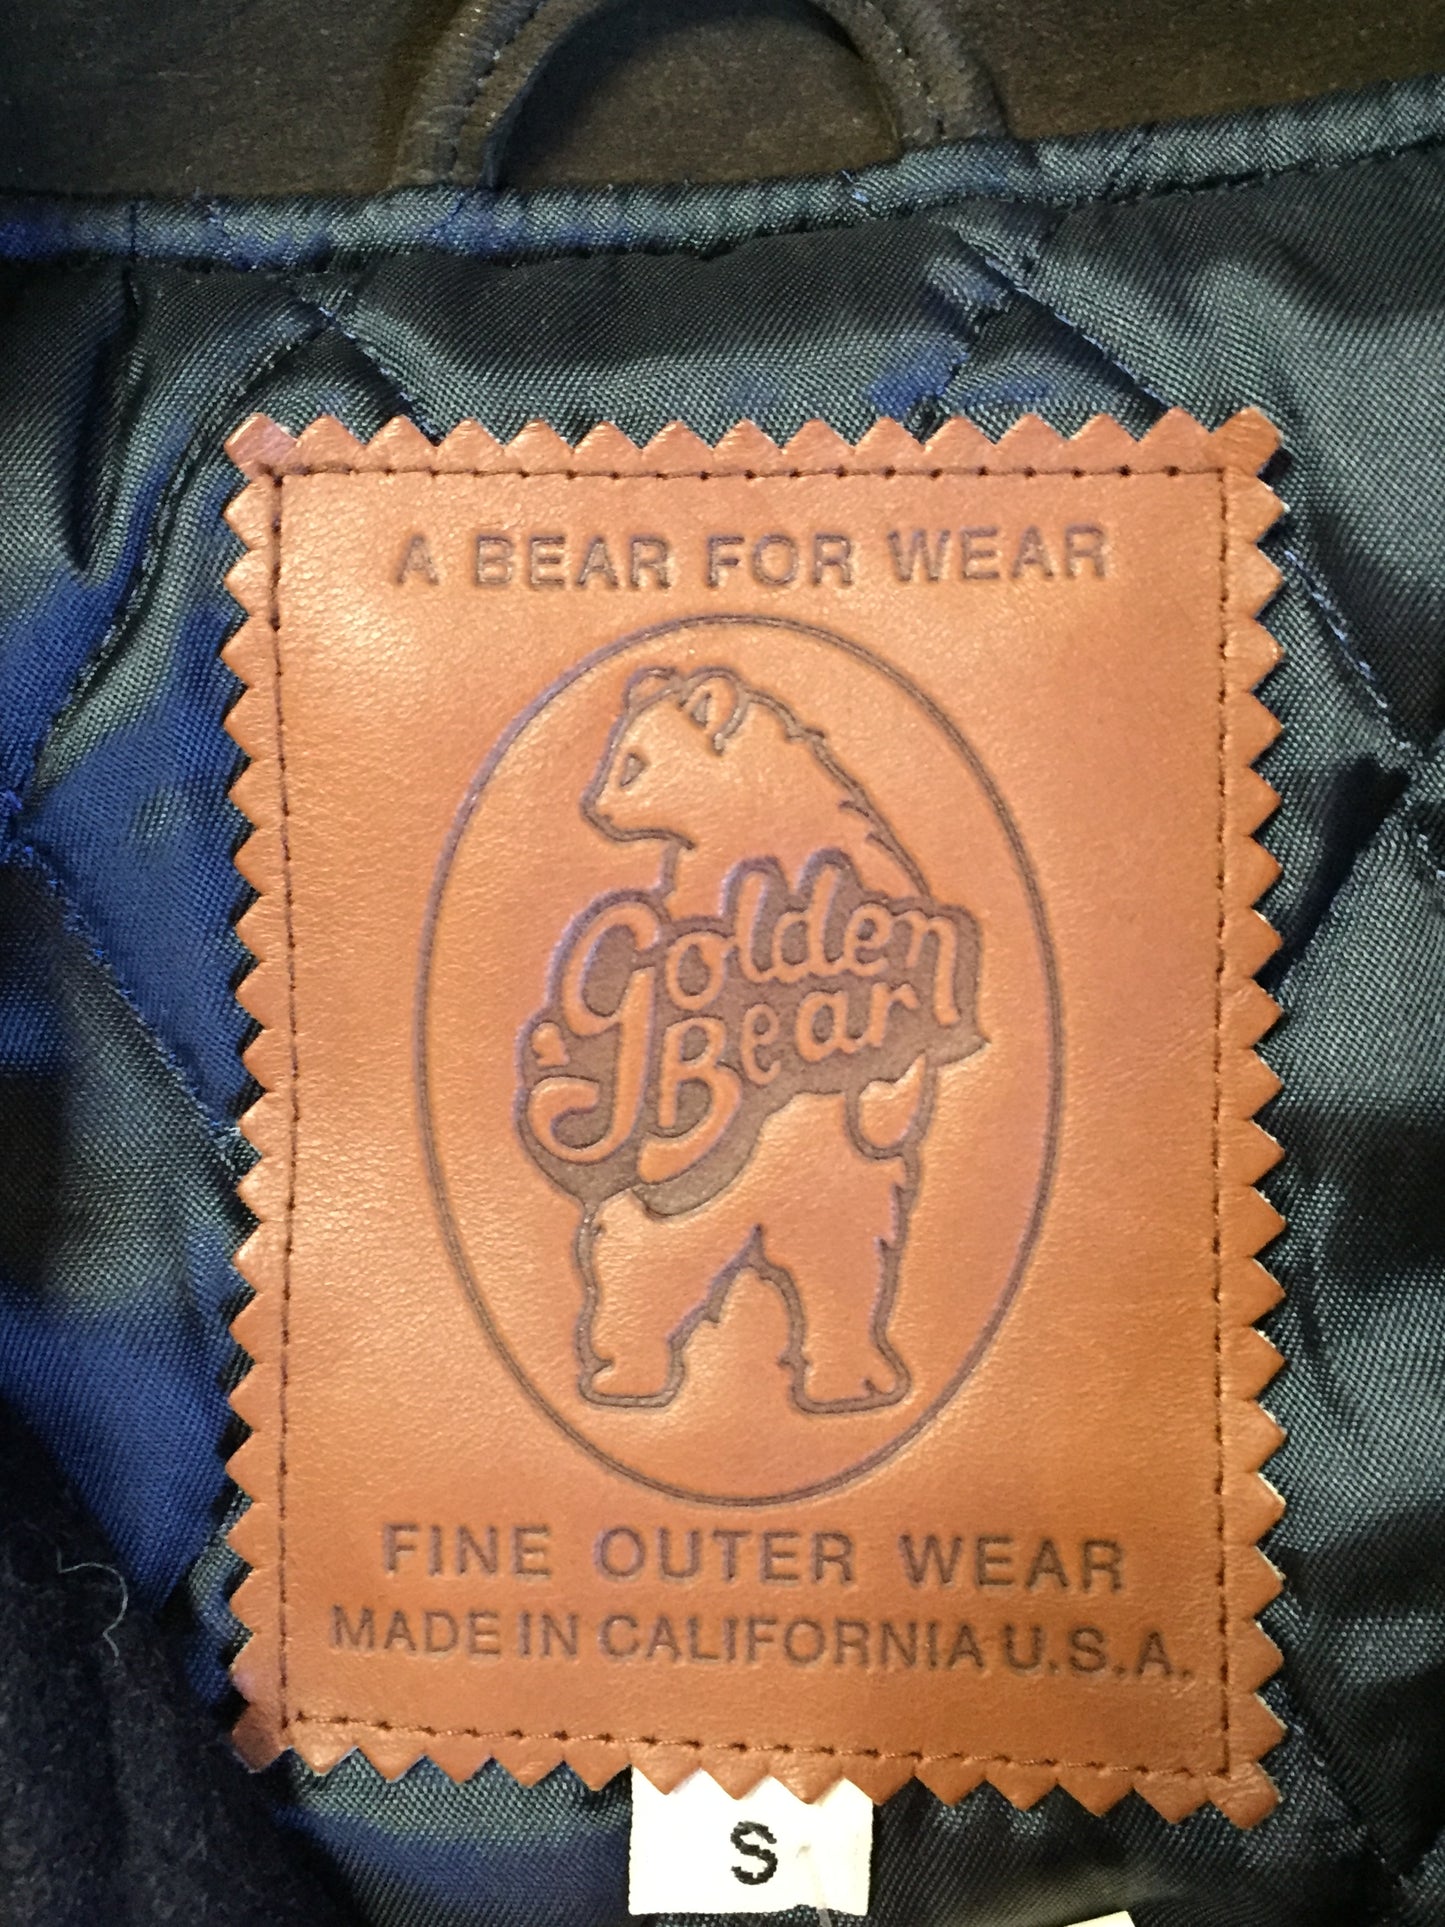 A BEAR FOR WEAR
Golden
Bear
FINE OUTER WEAR
MADE IN CALIFORNIA U.S.A.
S